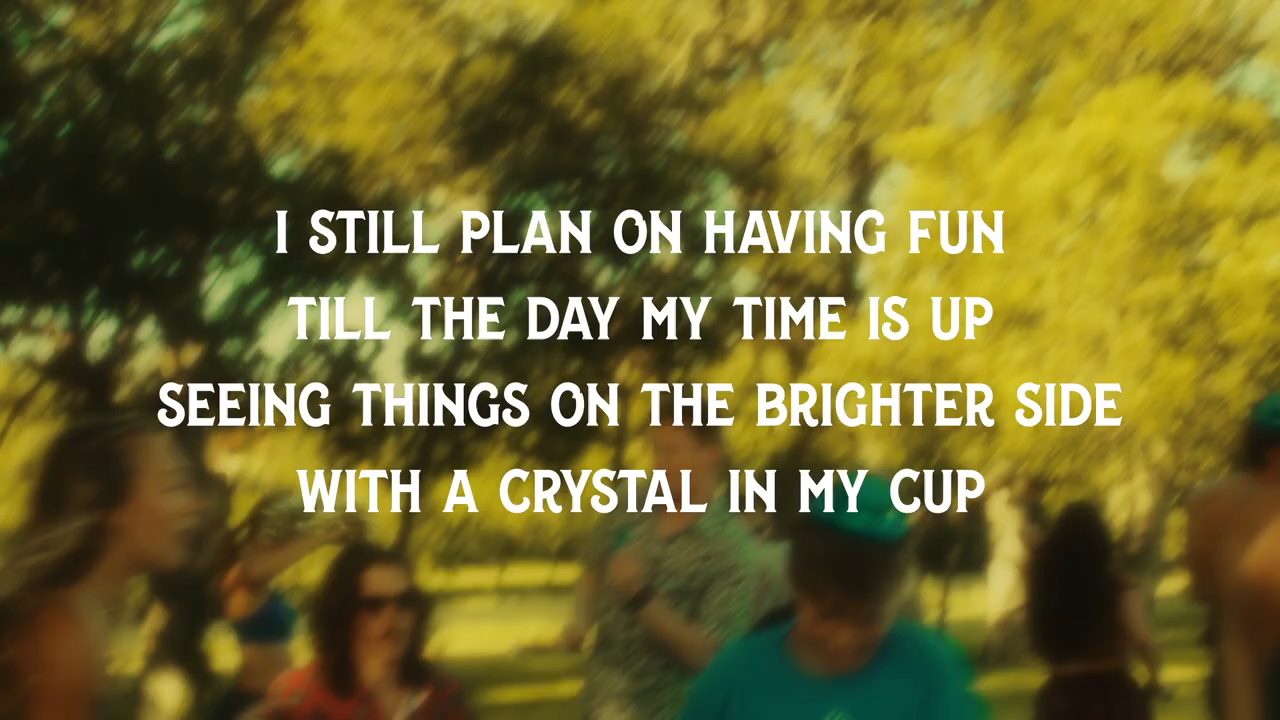 I STILL PLAN ON HAVING FUN
TILL THE DAY MY TIME IS UP
SEEING THINGS ON THE BRIGHTER SIDE
WITH A CRYSTAL IN MY CUP